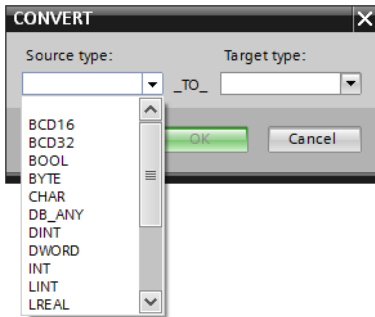 CONVERT
Source type:
Target type:
_TO_
OK
Cancel
BCD16
BCD32
BOOL
BYTE
CHAR
DB_ANY
DINT
DWORD
INT
LINT
LREAL